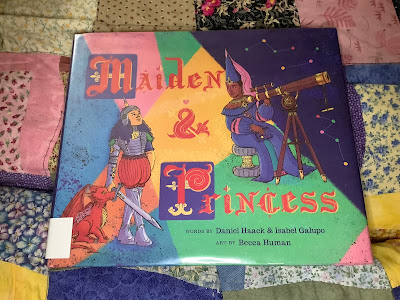 Maiden
&
Princess
WORDS BY Daniel Haack & Isabel Galupo
ART BY Becca Human